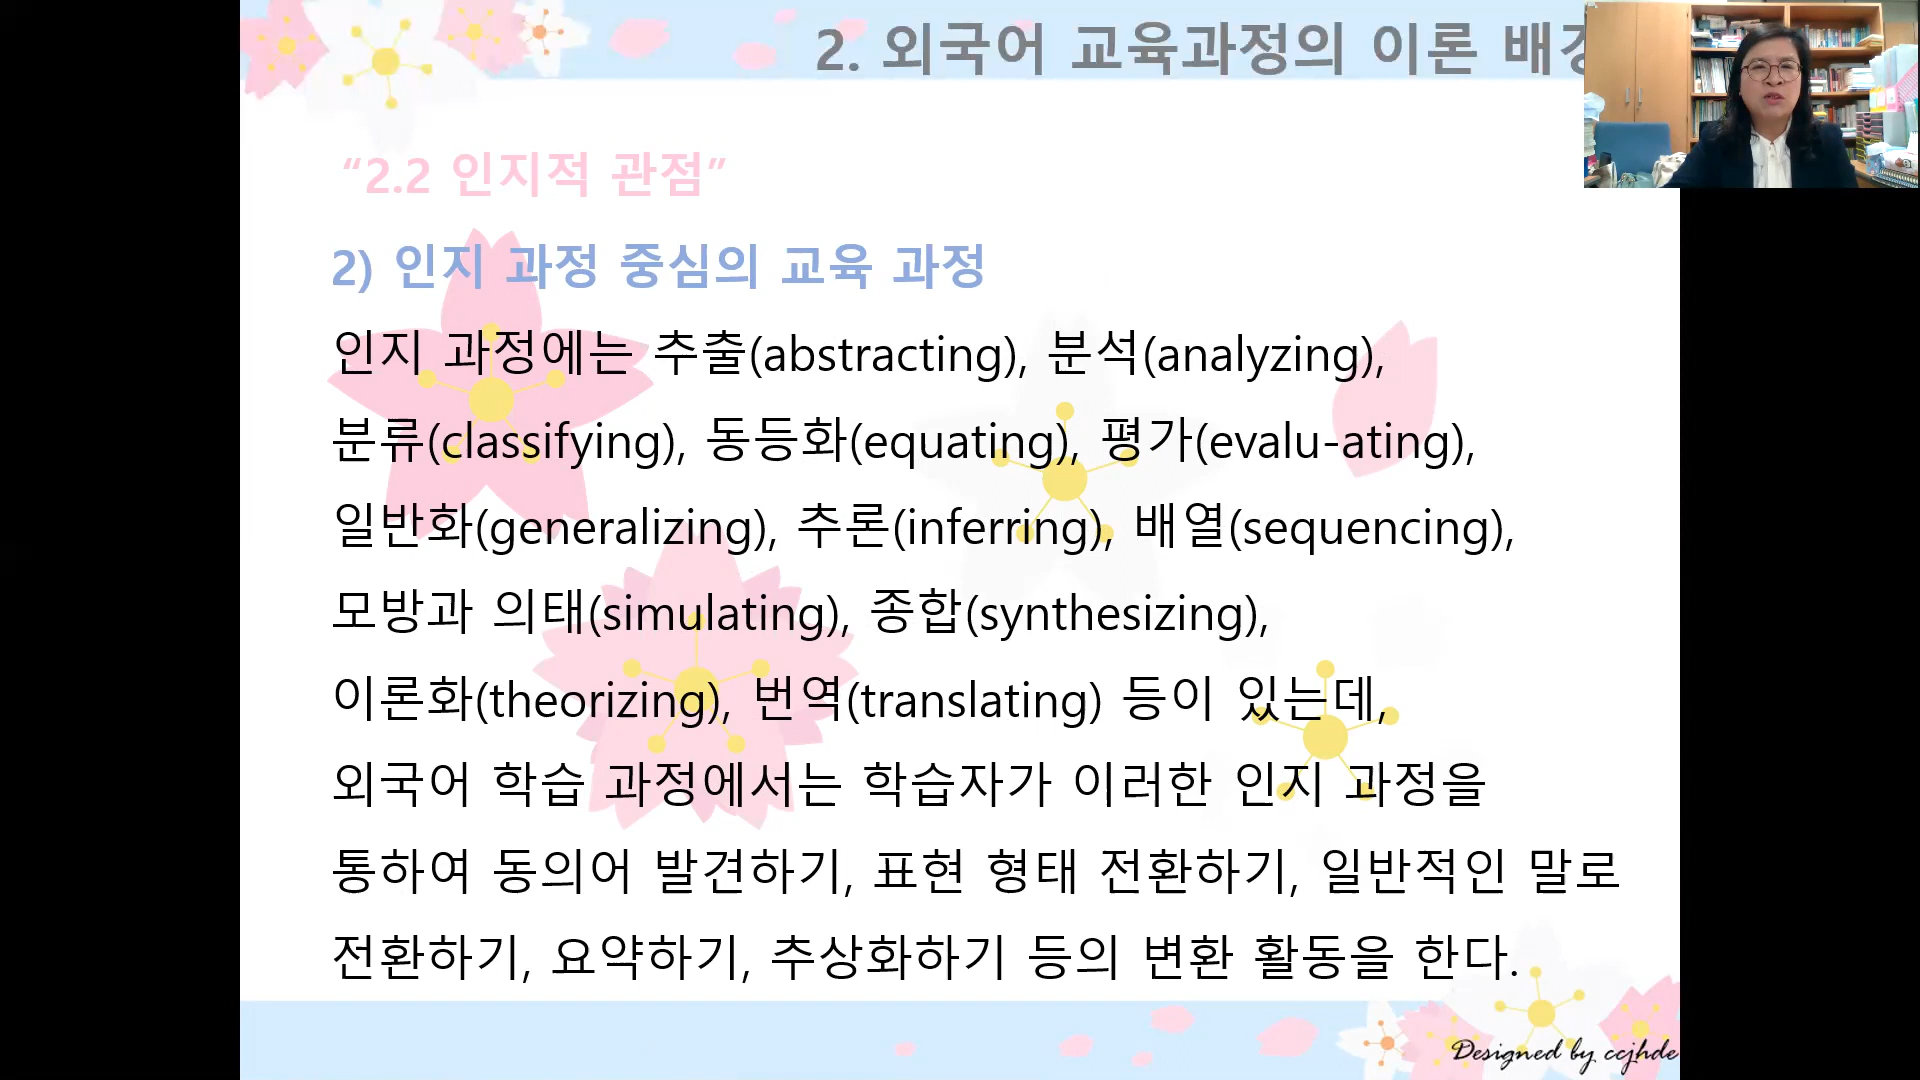 2. 외국어 교육과정의 이론
“2.2 인지적 관점”
2) 인지 과정 중심의 교육 과정
인지 과정에는 추출(abstracting), 분석(analyzing),
분류(classifying), 동등화(equating), 평가(evalu-ating),
일반화(generalizing), 추론(inferring), 배열(sequencing),
모방과 의태(simulating), 종합(synthesizing),
이론화(theorizing), 번역(translating) 등이 있는데,
외국어 학습 과정에서는 학습자가 이러한 인지 과정을
통하여 동의어 발견하기, 표현 형태 전환하기, 일반적인 말로
전환하기, 요약하기, 추상화하기 등의 변환 활동을 한다.
Designed by ccjhde